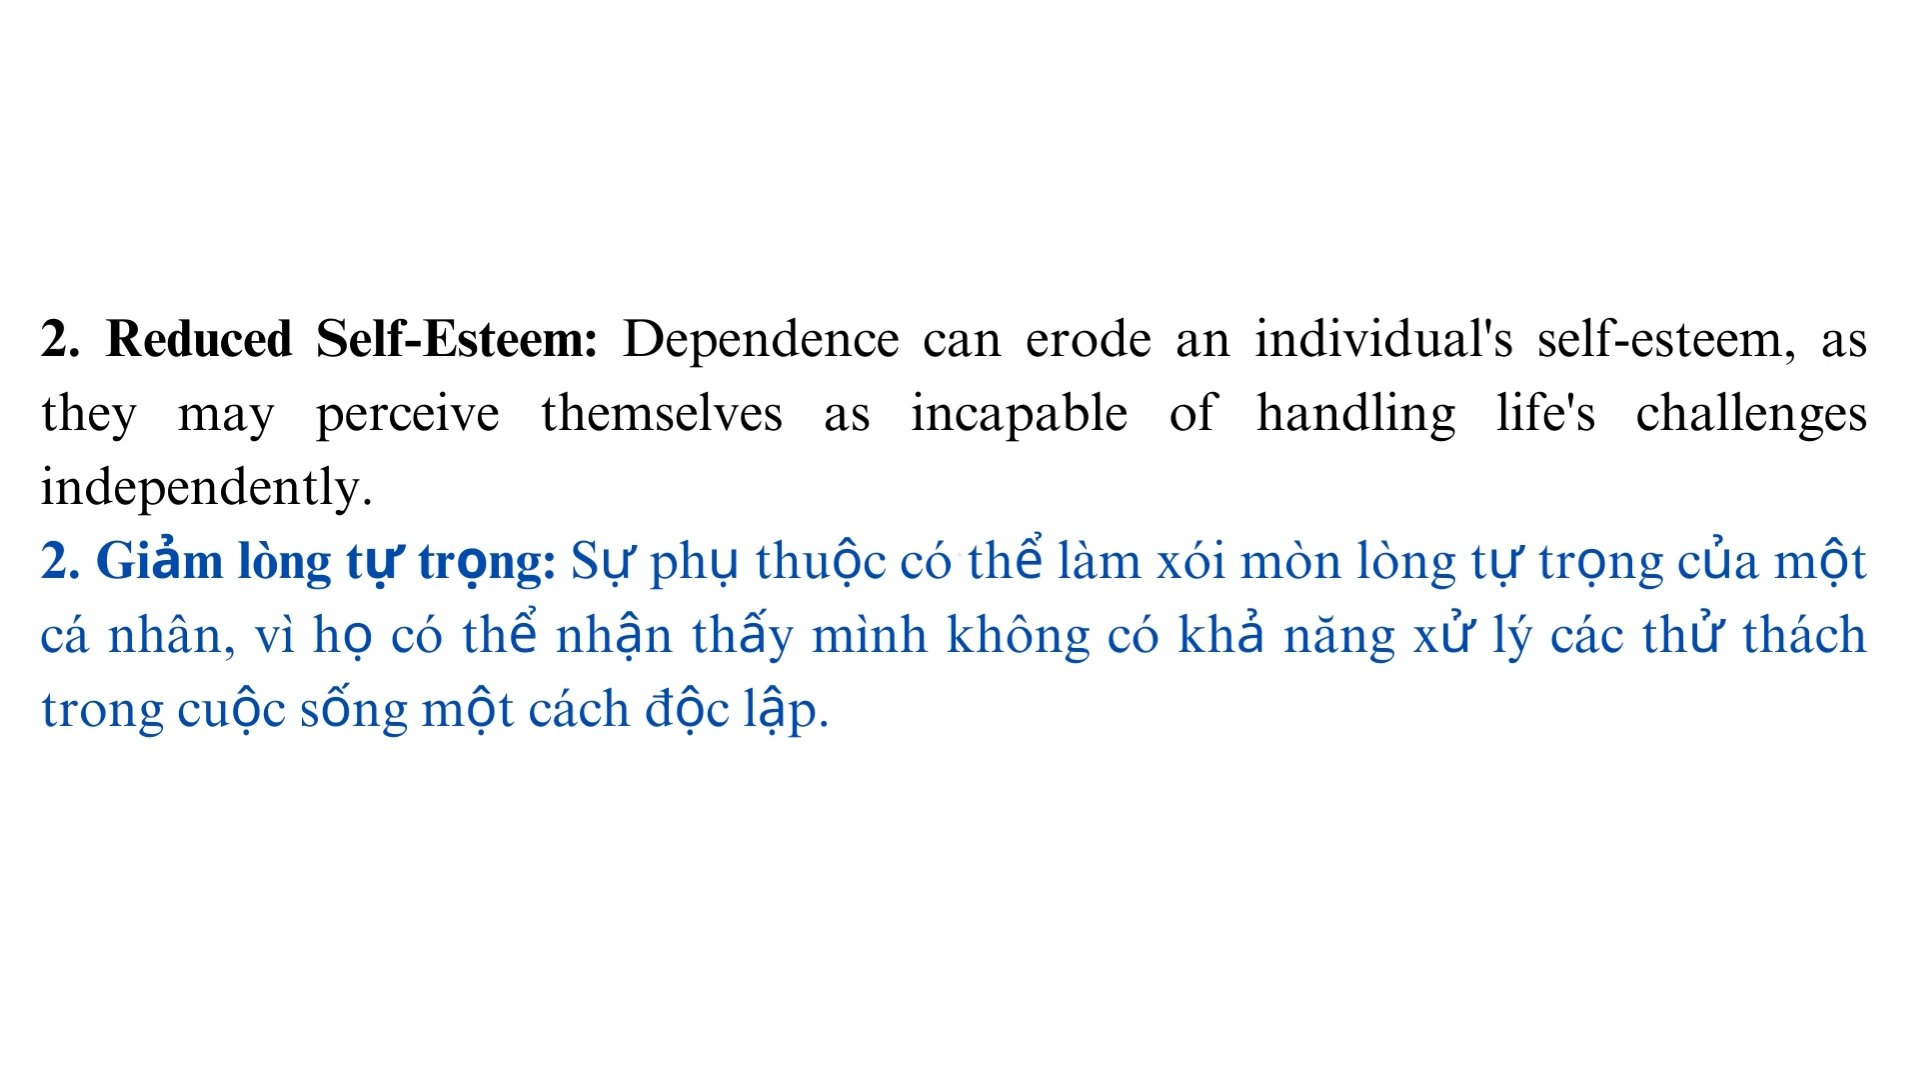 2. Reduced Self-Esteem: Dependence can erode an individual's self-esteem, as
they may perceive themselves as incapable of handling life's challenges
independently.
2. Giảm lòng tự trọng: Sự phụ thuộc có thể làm xói mòn lòng tự trọng của một
cá nhân, vì họ có thể nhận thấy mình không có khả năng xử lý các thử thách
trong cuộc sống một cách độc lập.